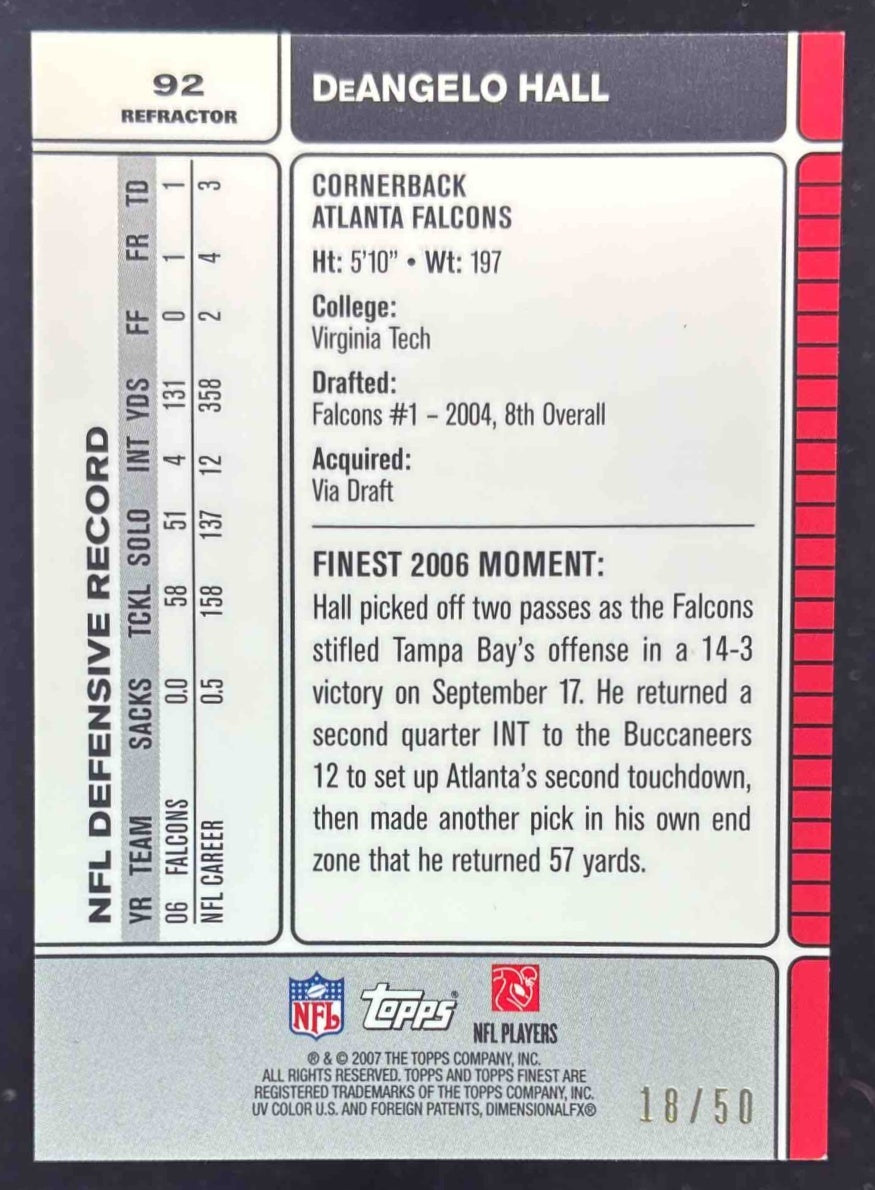 92
REFRACTOR
DeANGELO HALL
NFL DEFENSIVE RECORD
YR TEAM SACKS TCKL SOLO INT YDS FF FR TD
06 FALCONS 0.0 58 51 4 131 0 1 1
NFL CAREER 0.5 158 137 12 358 2 4 3
CORNERBACK
ATLANTA FALCONS
Ht: 5'10" • Wt: 197
College:
Virginia Tech
Drafted:
Falcons #1 – 2004, 8th Overall
Acquired:
Via Draft
FINEST 2006 MOMENT:
Hall picked off two passes as the Falcons
stifled Tampa Bay's offense in a 14-3
victory on September 17. He returned a
second quarter INT to the Buccaneers
12 to set up Atlanta's second touchdown,
then made another pick in his own end
zone that he returned 57 yards.
NFL
topps®
NFL PLAYERS
® & © 2007 THE TOPPS COMPANY, INC.
ALL RIGHTS RESERVED. TOPPS AND TOPPS FINEST ARE
REGISTERED TRADEMARKS OF THE TOPPS COMPANY, INC.
UV COLOR U.S. AND FOREIGN PATENTS, DIMENSIONALFX®
18/50